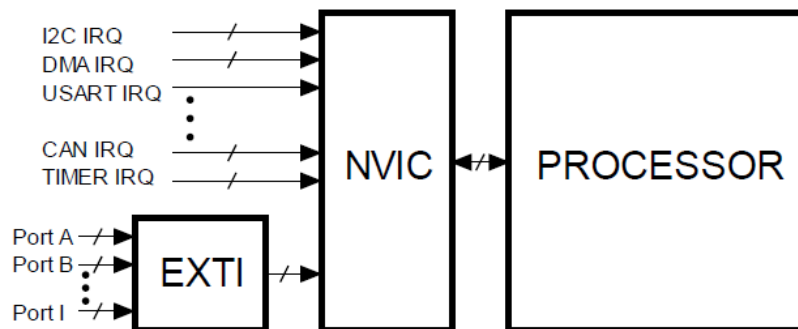 I2C IRQ
DMA IRQ
USART IRQ
CAN IRQ
TIMER IRQ
NVIC
PROCESSOR
Port A
Port B
Port I
EXTI